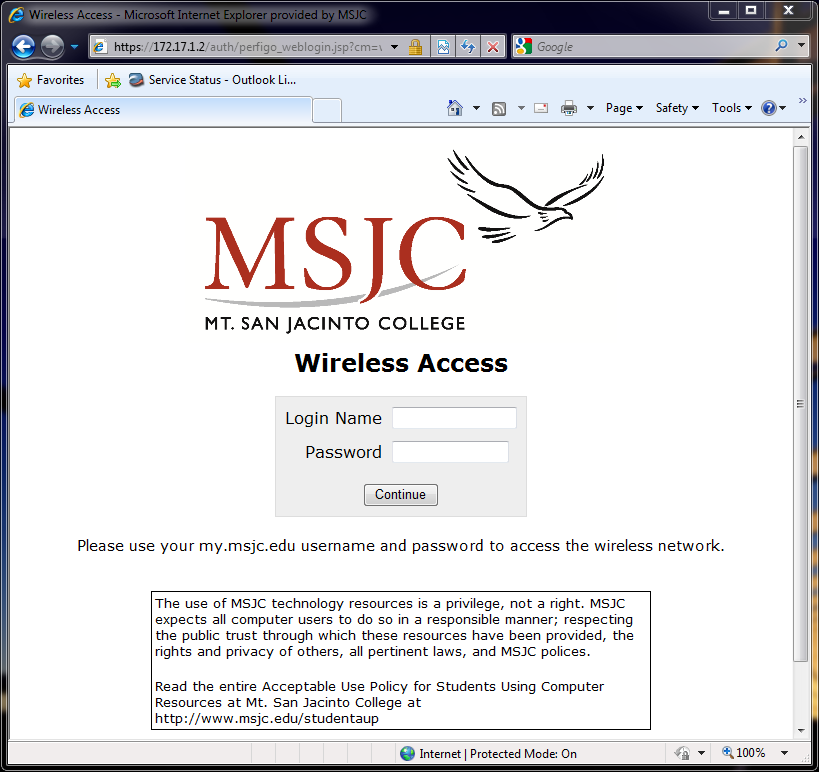 Wireless Access - Microsoft Internet Explorer provided by MSJC
https://172.17.1.2/auth/perfigo_weblogin.jsp?cm=
Google
Favorites
Service Status - Outlook Li...
Wireless Access
Page
Safety
Tools
»
MSJC
MT. SAN JACINTO COLLEGE
Wireless Access
Login Name
Password
Continue
Please use your my.msjc.edu username and password to access the wireless network.
The use of MSJC technology resources is a privilege, not a right. MSJC
expects all computer users to do so in a responsible manner; respecting
the public trust through which these resources have been provided, the
rights and privacy of others, all pertinent laws, and MSJC polices.
Read the entire Acceptable Use Policy for Students Using Computer
Resources at Mt. San Jacinto College at
http://www.msjc.edu/studentaup
Internet | Protected Mode: On
100%